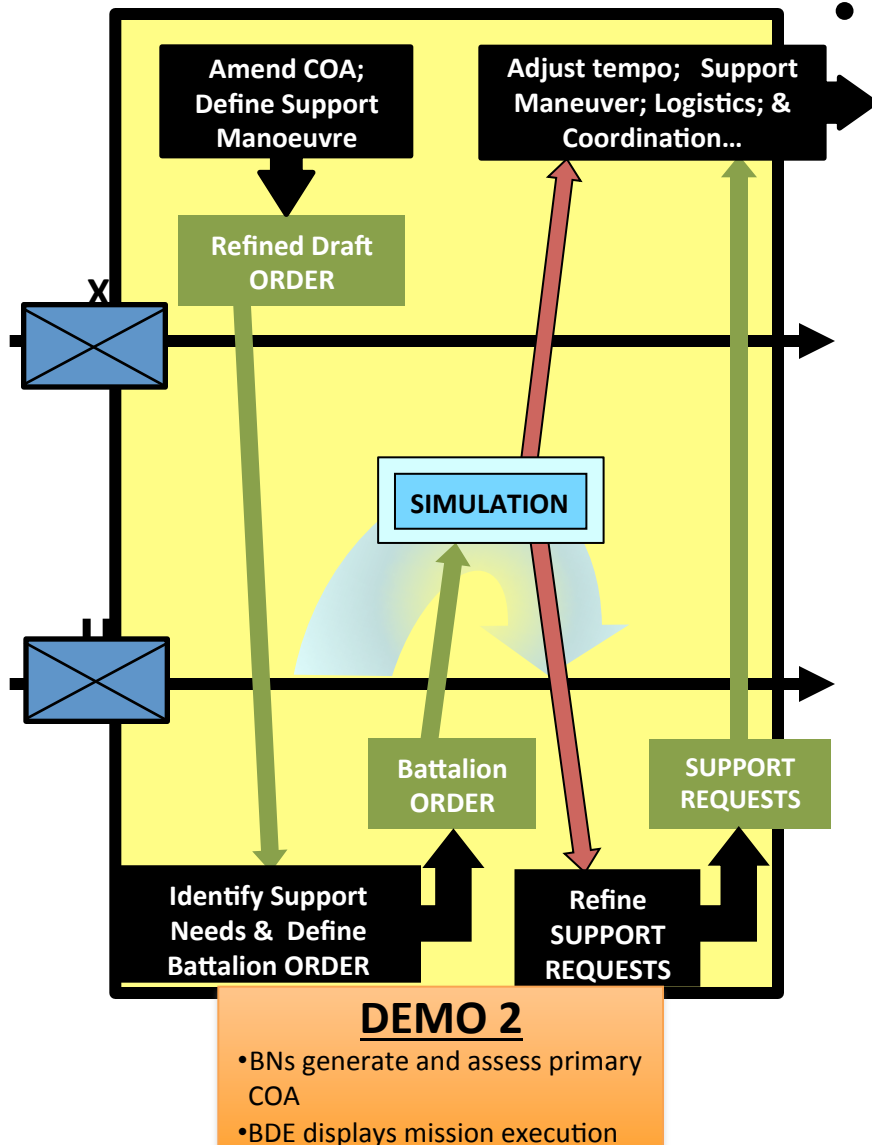 Amend COA;
Define Support
Manoeuvre
Adjust tempo; Support
Maneuver; Logistics; &
Coordination…
Refined Draft
ORDER
X
SIMULATION
I I
Battalion
ORDER
SUPPORT
REQUESTS
Identify Support
Needs & Define
Battalion ORDER
Refine
SUPPORT
REQUESTS
DEMO 2
•BNs generate and assess primary
COA
•BDE displays mission execution